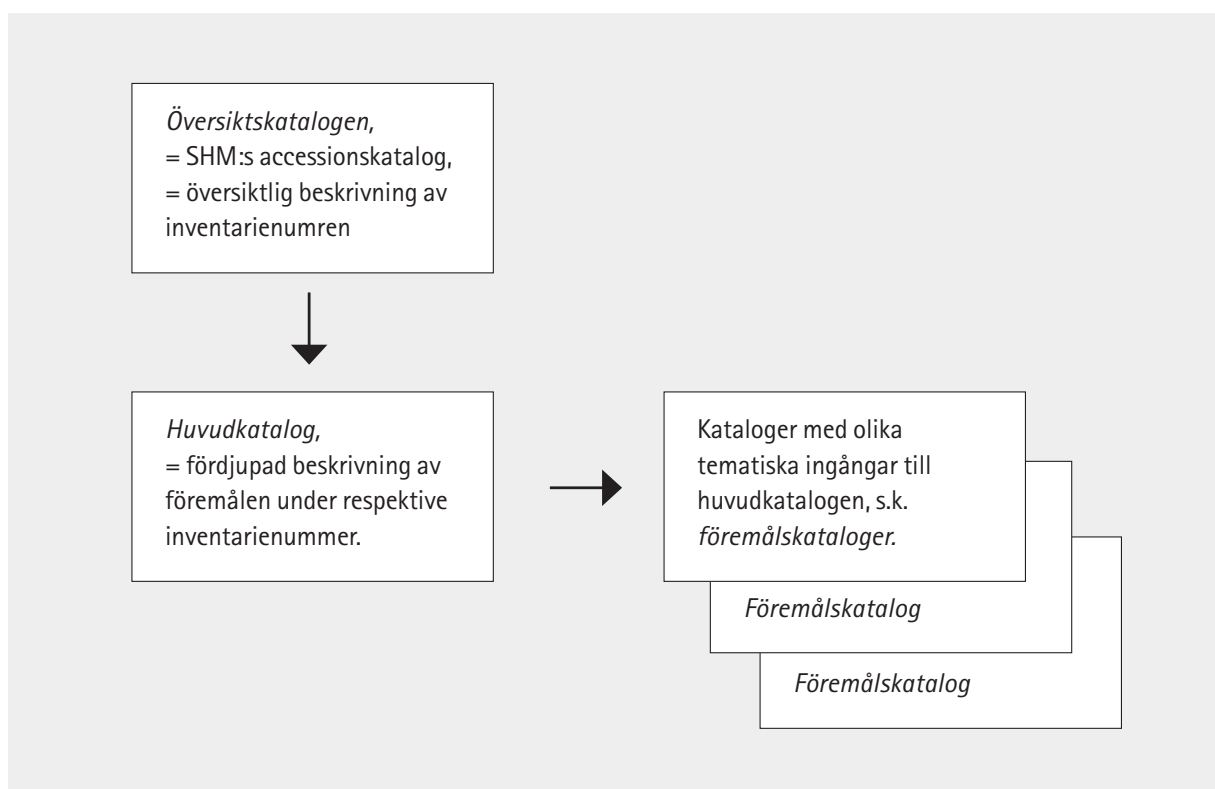 Översiktskatalogen,
= SHM:s accessionskatalog,
= översiktlig beskrivning av
inventarienumren
Huvudkatalog,
= fördjupad beskrivning av
föremålen under respektive
inventarienummer.
Kataloger med olika
tematiska ingångar till
huvudkatalogen, s.k.
föremålskataloger.
Föremålskatalog
Föremålskatalog